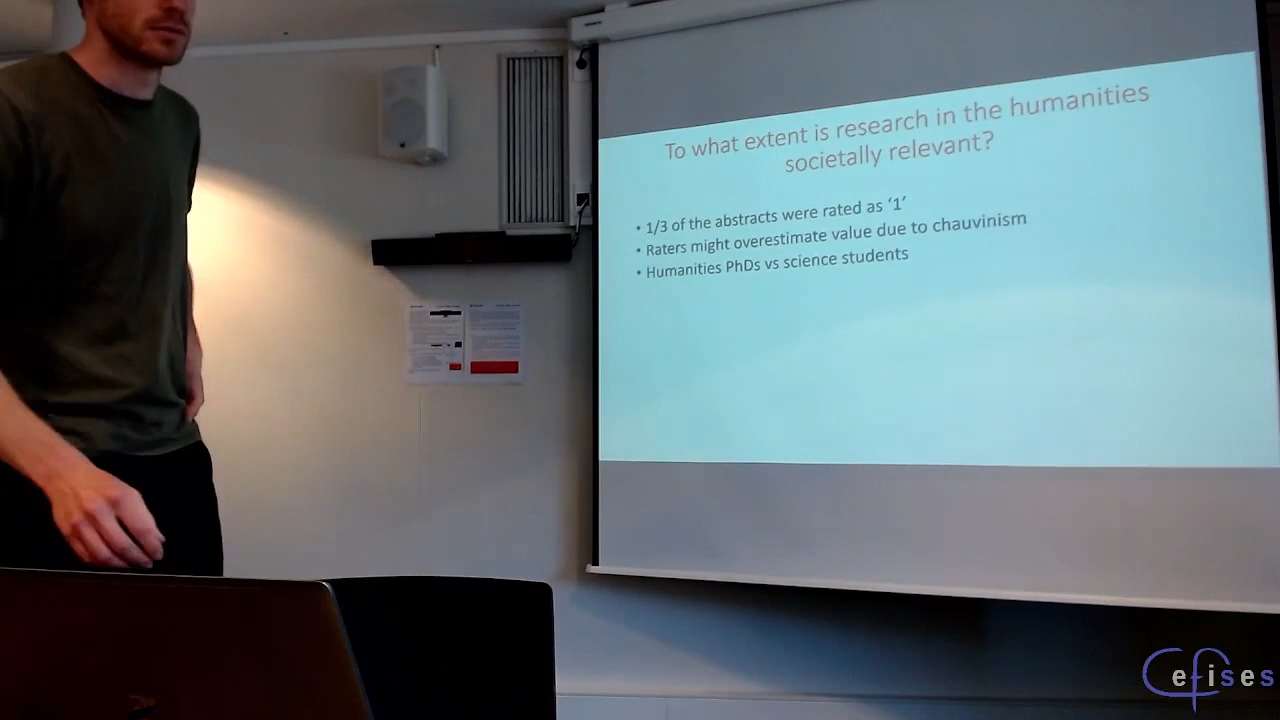 To what extent is research in the humanities
societally relevant?
• 1/3 of the abstracts were rated as ‘1’
• Raters might overestimate value due to chauvinism
• Humanities PhDs vs science students
Cefises